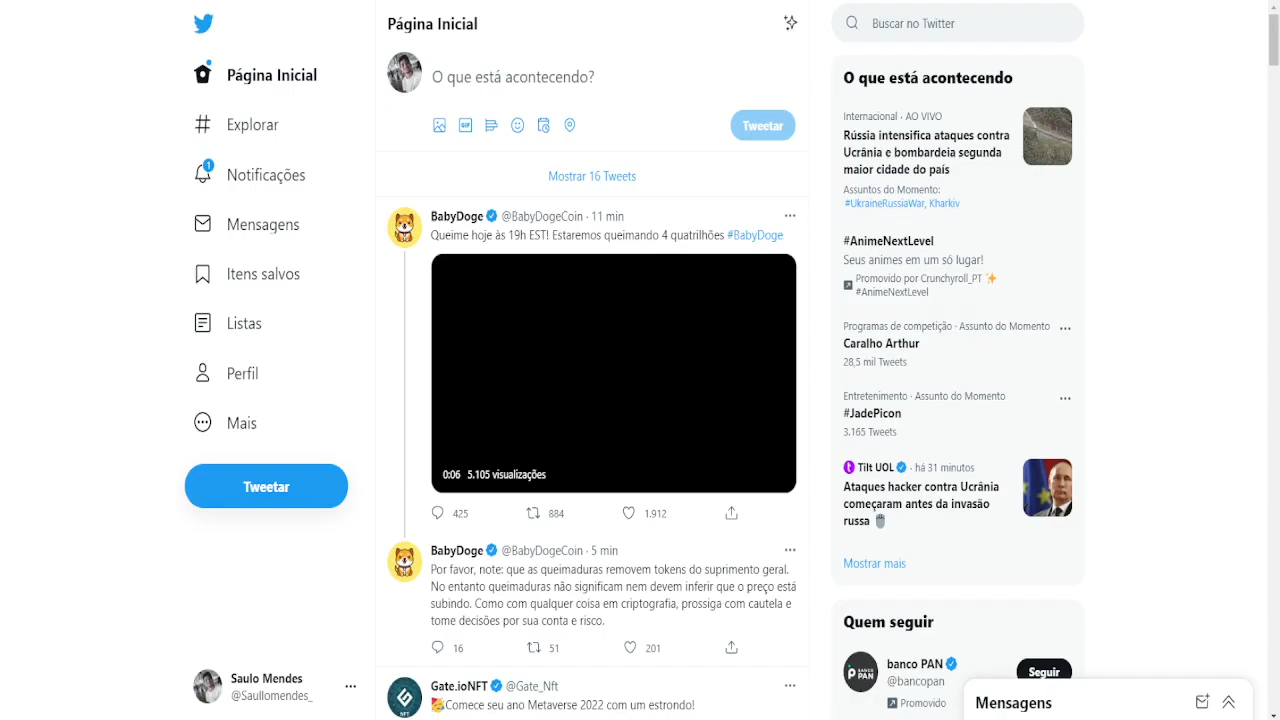 Página Inicial
Explorar
Notificações
1
Mensagens
Itens salvos
Listas
Perfil
Mais
Tweetar
Saulo Mendes
@Saullomendes_
Página Inicial
O que está acontecendo?
GIF
Tweetar
Mostrar 16 Tweets
BabyDoge @BabyDogeCoin · 11 min
Queime hoje às 19h EST! Estaremos queimando 4 quatrilhões #BabyDoge
0:06 5.105 visualizações
425 884 1.912
BabyDoge @BabyDogeCoin · 5 min
Por favor, note: que as queimaduras removem tokens do suprimento geral.
No entanto queimaduras não significam nem devem inferir que o preço está
subindo. Como com qualquer coisa em criptografia, prossiga com cautela e
tome decisões por sua conta e risco.
16 51 201
Gate.ioNFT @Gate_Nft
🥳Comece seu ano Metaverse 2022 com um estrondo!
NFT
Buscar no Twitter
O que está acontecendo
Internacional · AO VIVO
Rússia intensifica ataques contra
Ucrânia e bombardeia segunda
maior cidade do país
Assuntos do Momento:
#UkraineRussiaWar, Kharkiv
#AnimeNextLevel
Seus animes em um só lugar!
Promovido por Crunchyroll_PT ✨
#AnimeNextLevel
Programas de competição · Assunto do Momento
Caralho Arthur
28,5 mil Tweets
Entretenimento · Assunto do Momento
#JadePicon
3.165 Tweets
Tilt UOL · há 31 minutos
Ataques hacker contra Ucrânia
começaram antes da invasão
russa 🖱️
Mostrar mais
Quem seguir
BANCO
PAN
banco PAN
@bancopan
Promovido
Seguir
Mensagens